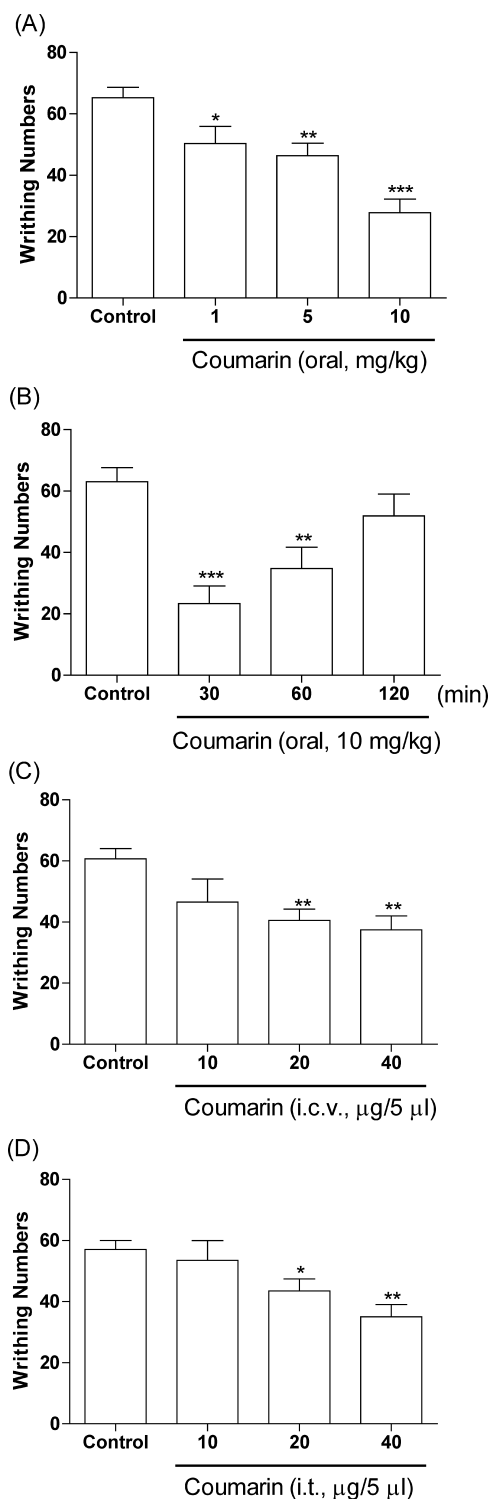 (A)
80
60
40
20
0
Writhing Numbers
*
**
***
Control 1 5 10
Coumarin (oral, mg/kg)
(B)
80
60
40
20
0
Writhing Numbers
***
**
Control 30 60 120 (min)
Coumarin (oral, 10 mg/kg)
(C)
80
60
40
20
0
Writhing Numbers
**
**
Control 10 20 40
Coumarin (i.c.v., μg/5 μl)
(D)
80
60
40
20
0
Writhing Numbers
*
**
Control 10 20 40
Coumarin (i.t., μg/5 μl)